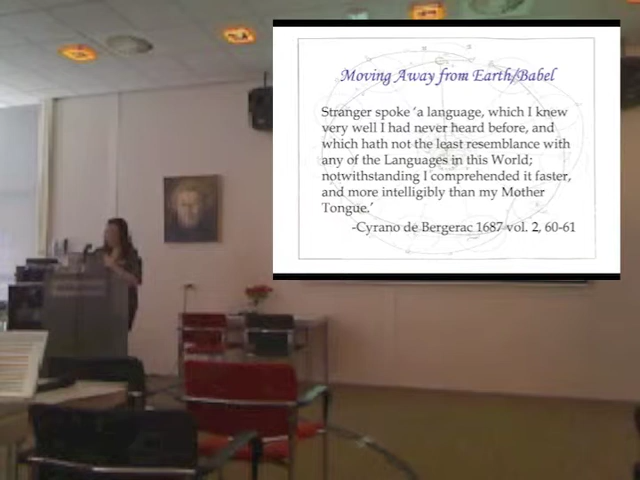 Moving Away from Earth/Babel
Stranger spoke ‘a language, which I knew
very well I had never heard before, and
which hath not the least resemblance with
any of the Languages in this World;
notwithstanding I comprehended it faster,
and more intelligibly than my Mother
Tongue.’
-Cyrano de Bergerac 1687 vol. 2, 60-61